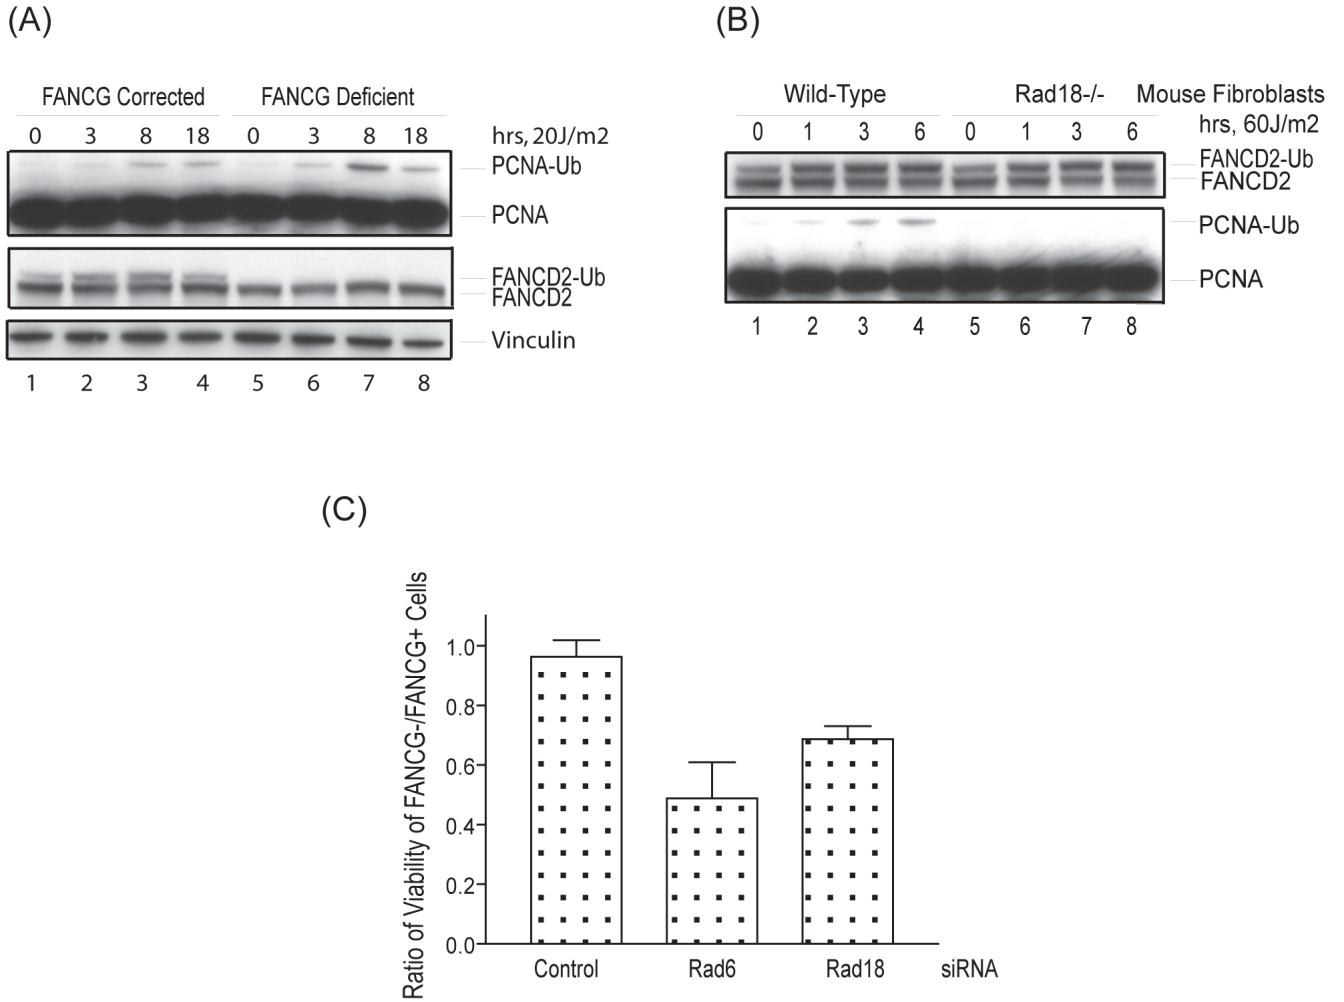 (A)
FANCG Corrected FANCG Deficient
0 3 8 18 0 3 8 18 hrs, 20J/m2
PCNA-Ub
PCNA
FANCD2-Ub
FANCD2
Vinculin
1 2 3 4 5 6 7 8
(B)
Wild-Type Rad18-/- Mouse Fibroblasts
0 1 3 6 0 1 3 6 hrs, 60J/m2
FANCD2-Ub
FANCD2
PCNA-Ub
PCNA
1 2 3 4 5 6 7 8
(C)
Ratio of Viability of FANCG-/FANCG+ Cells
1.0
0.8
0.6
0.4
0.2
0.0
Control Rad6 Rad18 siRNA